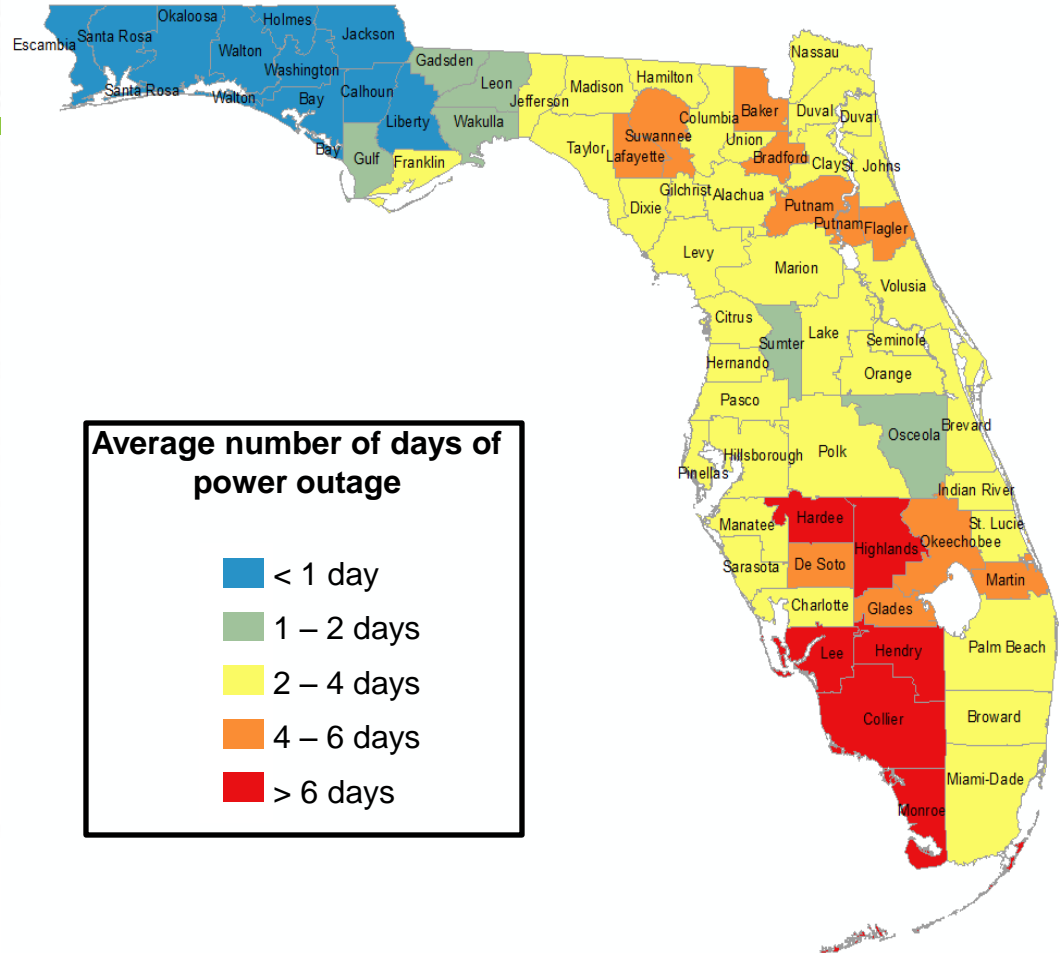 Okaloosa
Holmes
Escambia
Santa Rosa
Jackson
Walton
Nassau
Gadsden
Washington
Hamilton
Leon
Madison
Calhoun
Santa Rosa
Walton
Bay
Jefferson
Baker
Duval
Duval
Columbia
Liberty
Wakulla
Suwannee
Union
Taylor
Bay
Gulf
Franklin
Lafayette
Bradford
Clay
St. Johns
Gilchrist
Alachua
Dixie
Putnam
Putnam
Flagler
Levy
Marion
Volusia
Citrus
Lake
Sumter
Seminole
Hernando
Orange
Pasco
Brevard
Osceola
Average number of days of
power outage
Polk
Hillsborough
Pinellas
Indian River
Hardee
Manatee
St. Lucie
Okeechobee
Highlands
De Soto
Sarasota
< 1 day
Martin
Charlotte
Glades
1 – 2 days
Palm Beach
Lee
Hendry
2 – 4 days
Collier
Broward
4 – 6 days
Miami-Dade
> 6 days
Monroe